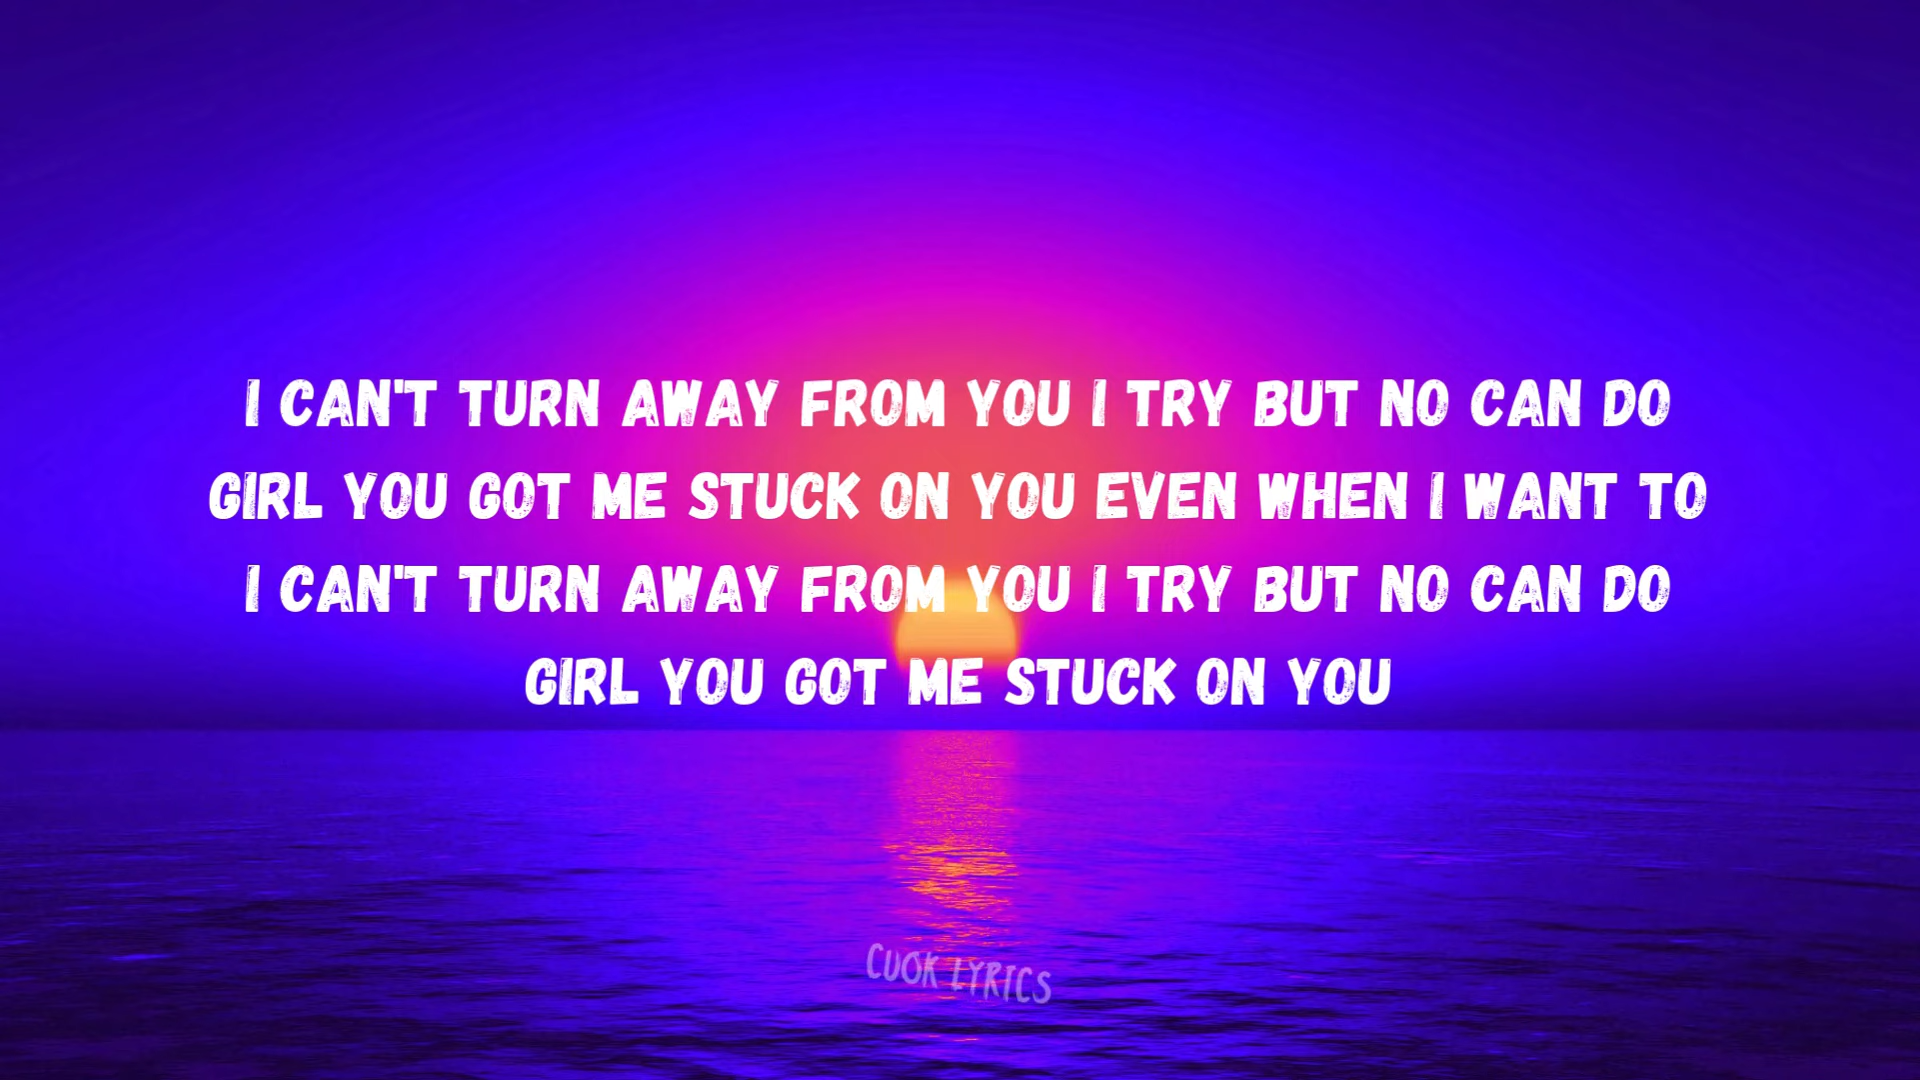 I CAN'T TURN AWAY FROM YOU I TRY BUT NO CAN DO
GIRL YOU GOT ME STUCK ON YOU EVEN WHEN I WANT TO
I CAN'T TURN AWAY FROM YOU I TRY BUT NO CAN DO
GIRL YOU GOT ME STUCK ON YOU
CUOK LYRICS